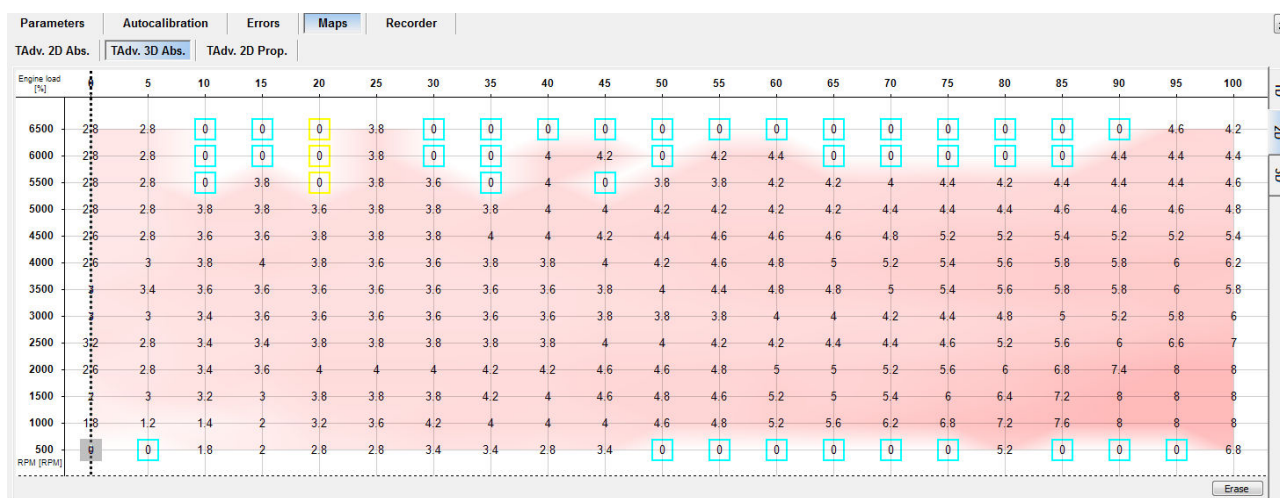 Parameters Autocalibration Errors Maps Recorder
TAdv. 2D Abs. TAdv. 3D Abs. TAdv. 2D Prop.
Engine load [%] 0 5 10 15 20 25 30 35 40 45 50 55 60 65 70 75 80 85 90 95 100
6500 2.8 2.8 0 0 0 3.8 0 0 0 0 0 0 0 0 0 0 0 0 0 4.6 4.2
6000 2.8 2.8 0 0 0 3.8 0 0 4 4.2 0 4.2 4.4 0 0 0 0 0 4.4 4.4 4.4
5500 2.8 2.8 0 3.8 0 3.8 3.6 0 4 0 3.8 3.8 4.2 4.2 4 4.4 4.2 4.4 4.4 4.4 4.6
5000 2.8 2.8 3.8 3.8 3.6 3.8 3.8 3.8 4 4 4.2 4.2 4.2 4.2 4.4 4.4 4.4 4.6 4.6 4.6 4.8
4500 2.6 2.8 3.6 3.6 3.8 3.8 3.8 4 4 4.2 4.4 4.6 4.6 4.6 4.8 5.2 5.2 5.4 5.2 5.2 5.4
4000 2.6 3 3.8 4 3.8 3.6 3.6 3.8 3.8 4 4.2 4.6 4.8 5 5.2 5.4 5.6 5.8 5.8 6 6.2
3500 3.4 3.6 3.6 3.6 3.6 3.6 3.6 3.6 3.8 4 4.4 4.8 4.8 5 5.4 5.6 5.8 5.8 6 5.8
3000 3 3.4 3.6 3.6 3.6 3.6 3.6 3.6 3.8 3.8 3.8 4 4 4.2 4.4 4.8 5 5.2 5.8 6
2500 3.2 2.8 3.4 3.4 3.8 3.8 3.8 3.8 3.8 4 4 4.2 4.2 4.4 4.4 4.6 5.2 5.6 6 6.6 7
2000 2.6 2.8 3.4 3.6 4 4 4 4.2 4.2 4.6 4.6 4.8 5 5 5.2 5.6 6 6.8 7.4 8 8
1500 3 3.2 3 3.8 3.8 3.8 4.2 4 4.6 4.8 4.6 5.2 5 5.4 6 6.4 7.2 8 8 8
1000 1.8 1.2 1.4 2 3.2 3.6 4.2 4 4 4 4.6 4.8 5.2 5.6 6.2 6.8 7.2 7.6 8 8 8
500 0 0 1.8 2 2.8 2.8 3.4 3.4 2.8 3.4 0 0 0 0 0 0 5.2 0 0 0 6.8
RPM [RPM]
Erase
2D
3D